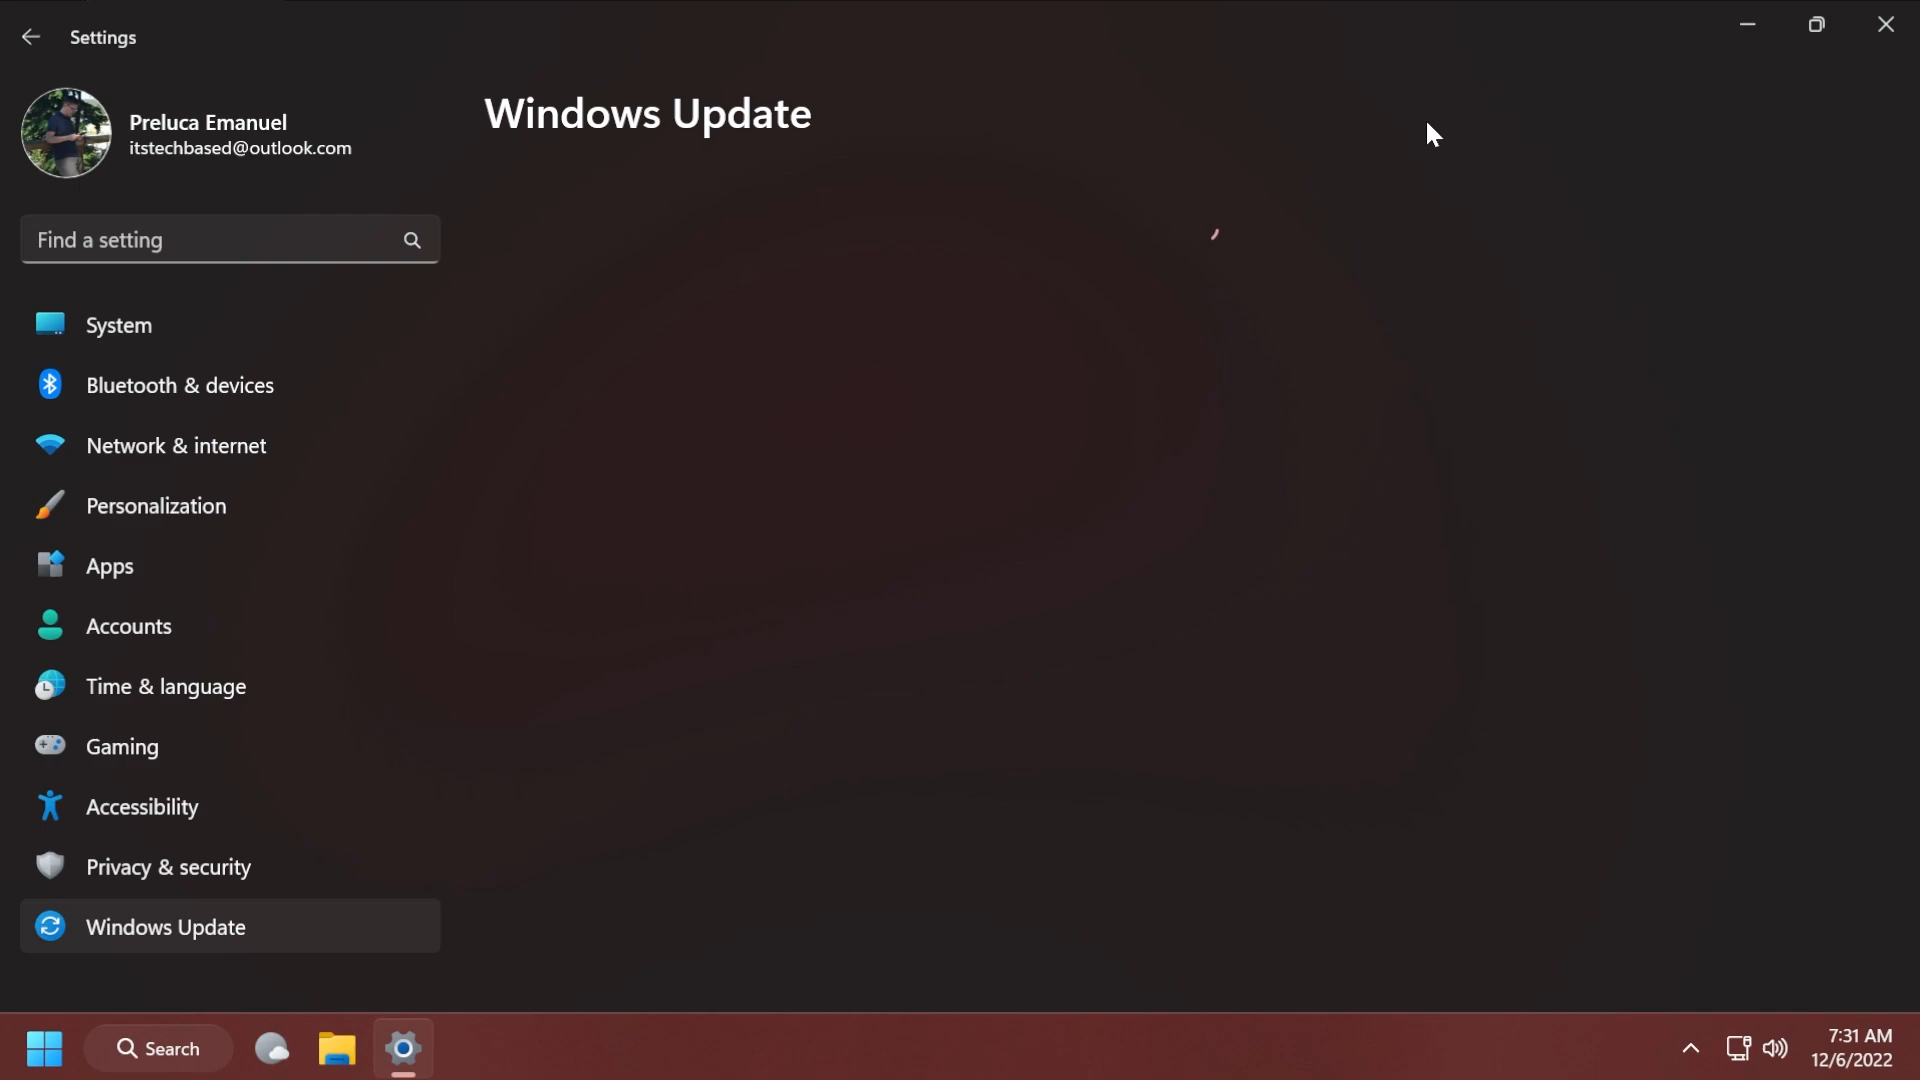 Settings
Preluca Emanuel
itstechbased@outlook.com
Windows Update
Find a setting
System
Bluetooth & devices
Network & internet
Personalization
Apps
Accounts
Time & language
Gaming
Accessibility
Privacy & security
Windows Update
Search
7:31 AM
12/6/2022